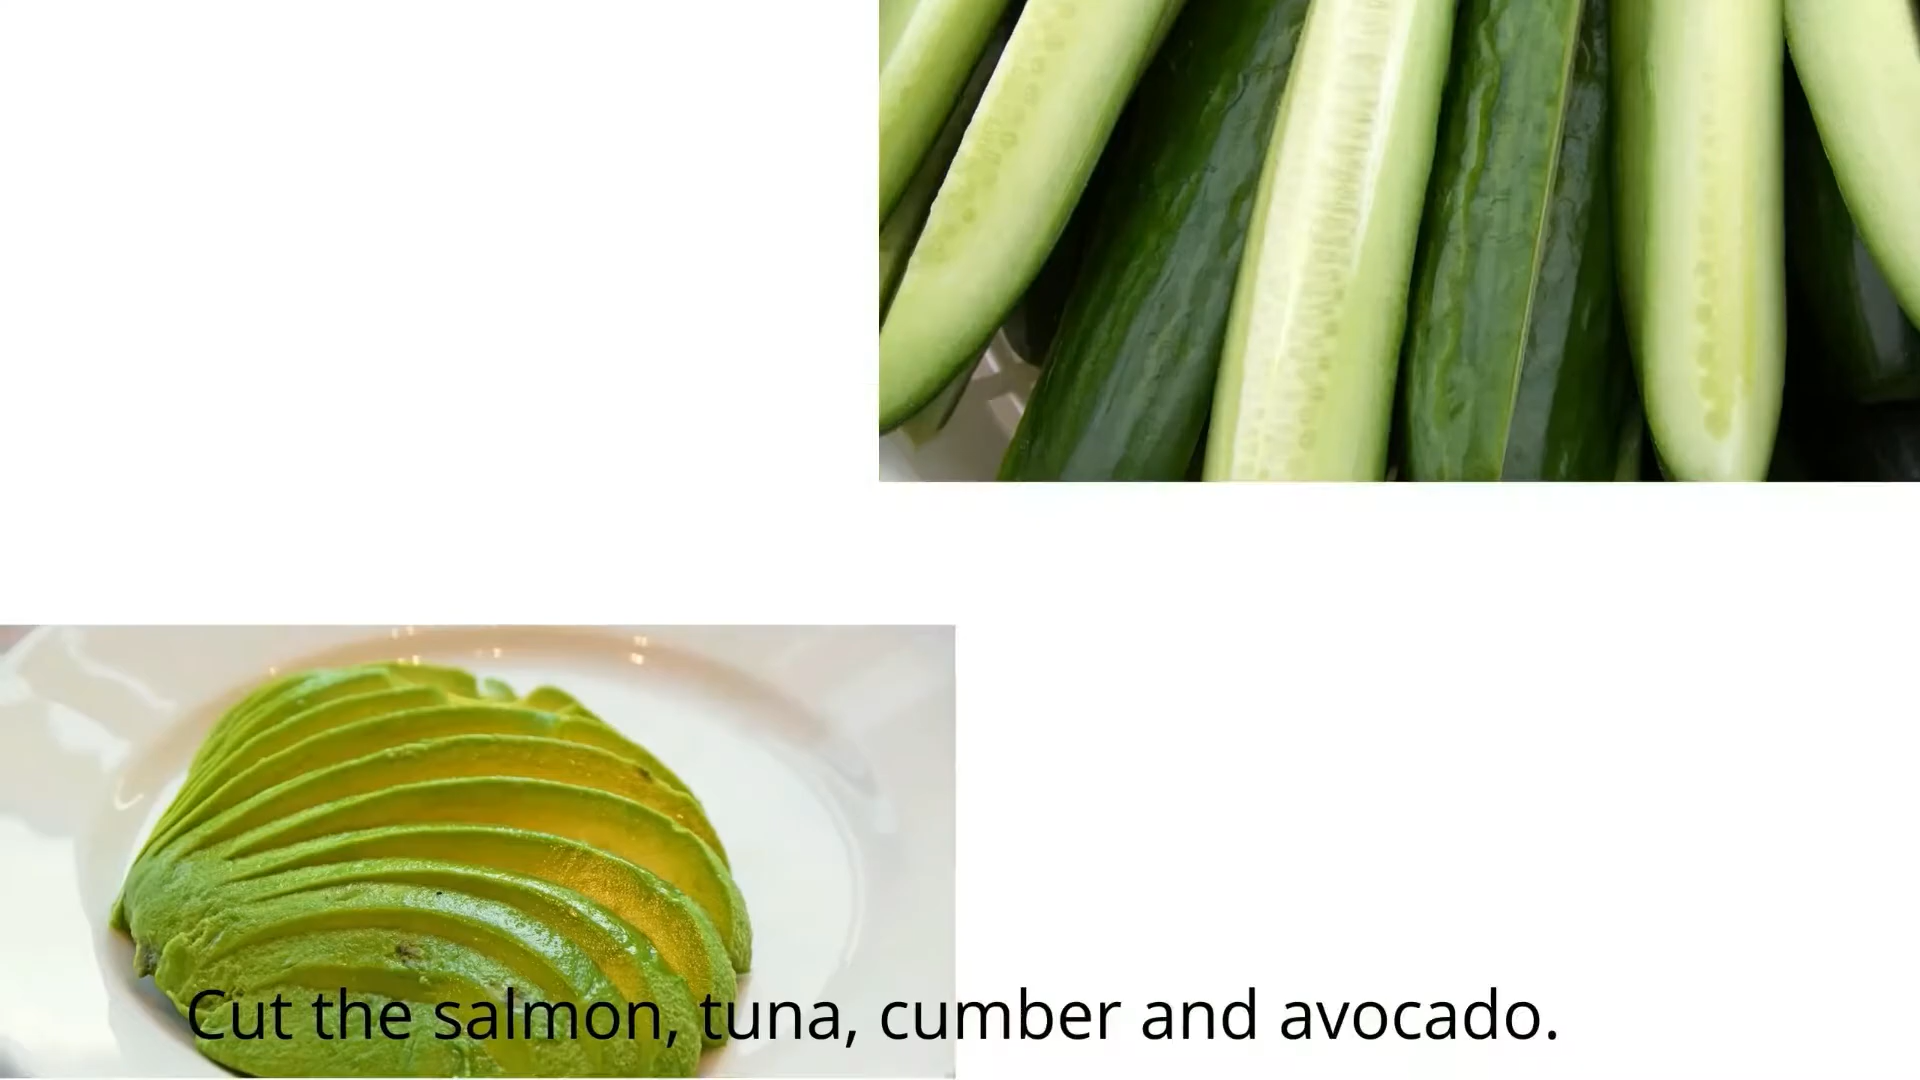 Cut the salmon, tuna, cumber and avocado.